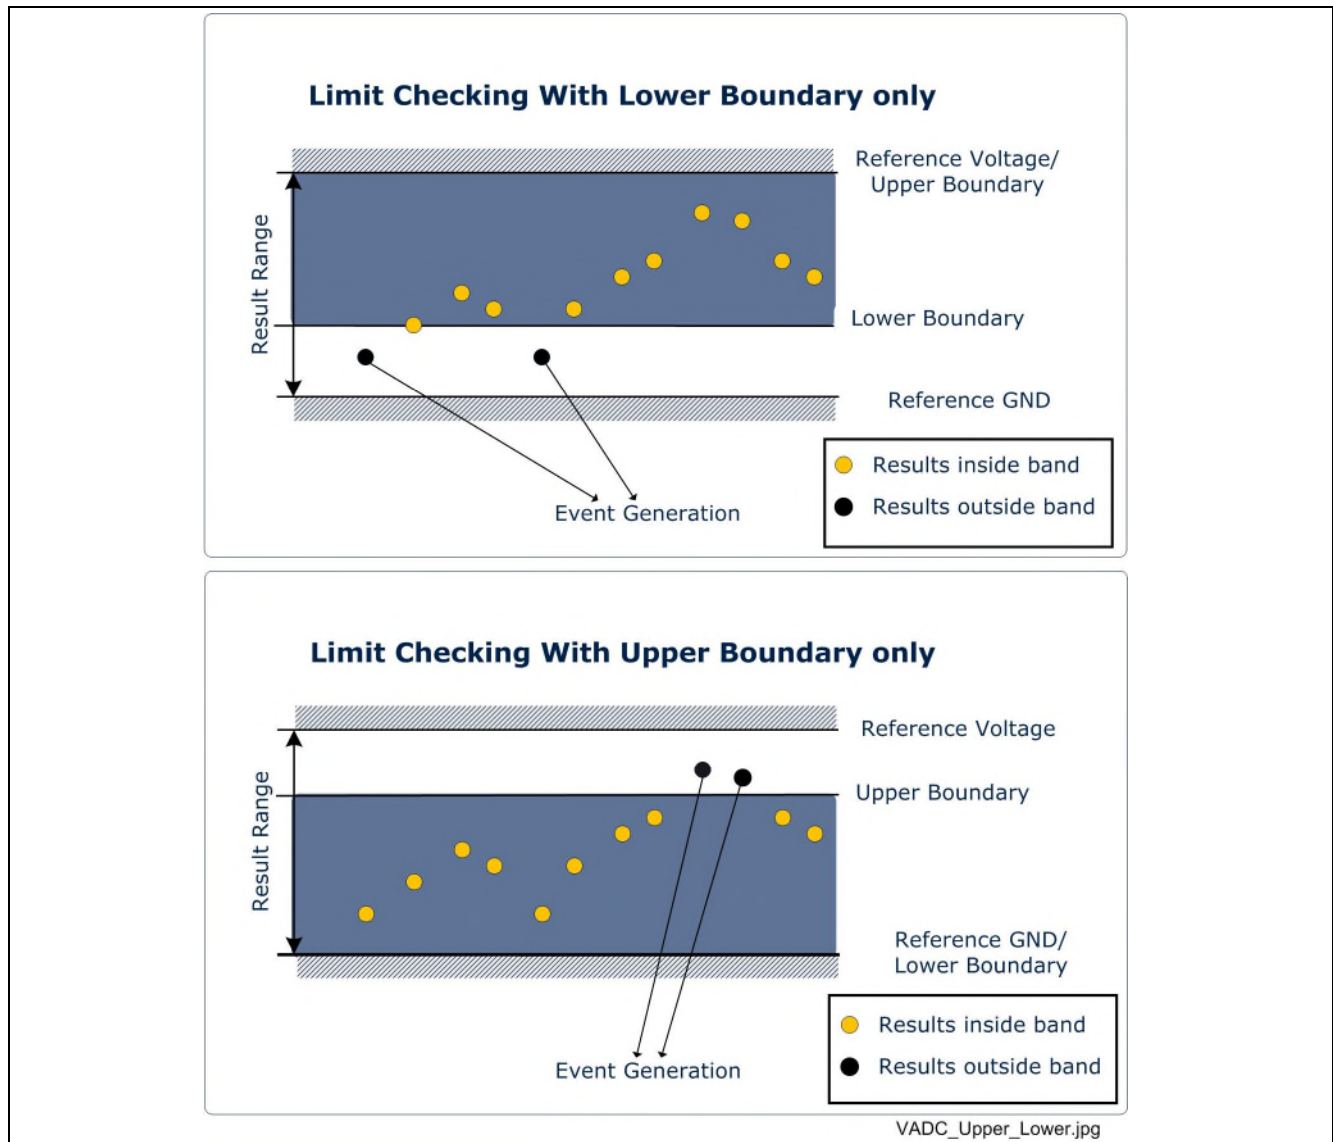 Limit Checking With Lower Boundary only
Reference Voltage/
Upper Boundary
Result Range
Lower Boundary
Reference GND
Results inside band
Results outside band
Event Generation
Limit Checking With Upper Boundary only
Reference Voltage
Upper Boundary
Result Range
Reference GND/
Lower Boundary
Results inside band
Results outside band
Event Generation
VADC_Upper_Lower.jpg